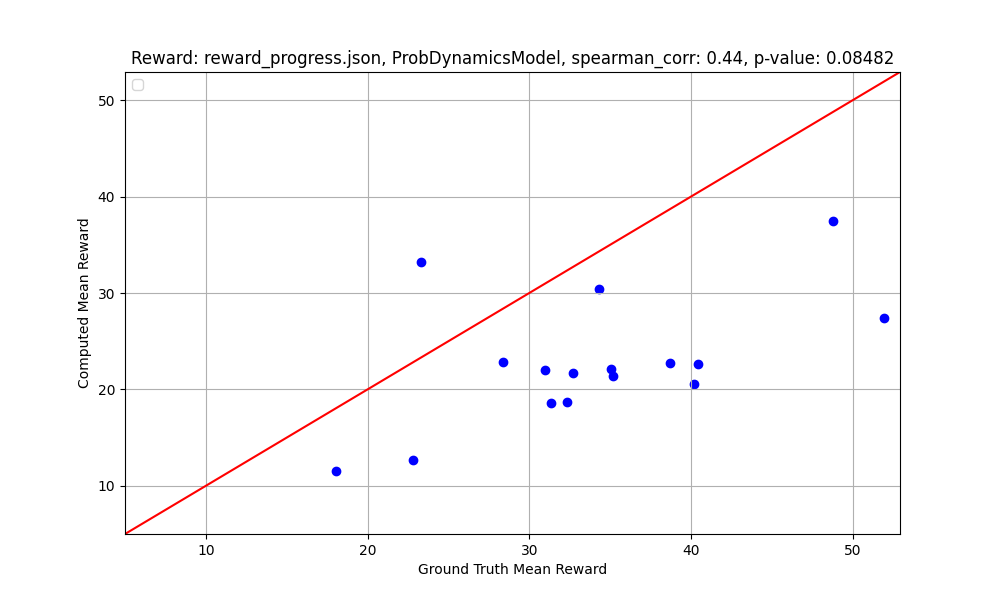 Reward: reward_progress.json, ProbDynamicsModel, spearman_corr: 0.44, p-value: 0.08482
Computed Mean Reward
50
40
30
20
10
10 20 30 40 50
Ground Truth Mean Reward